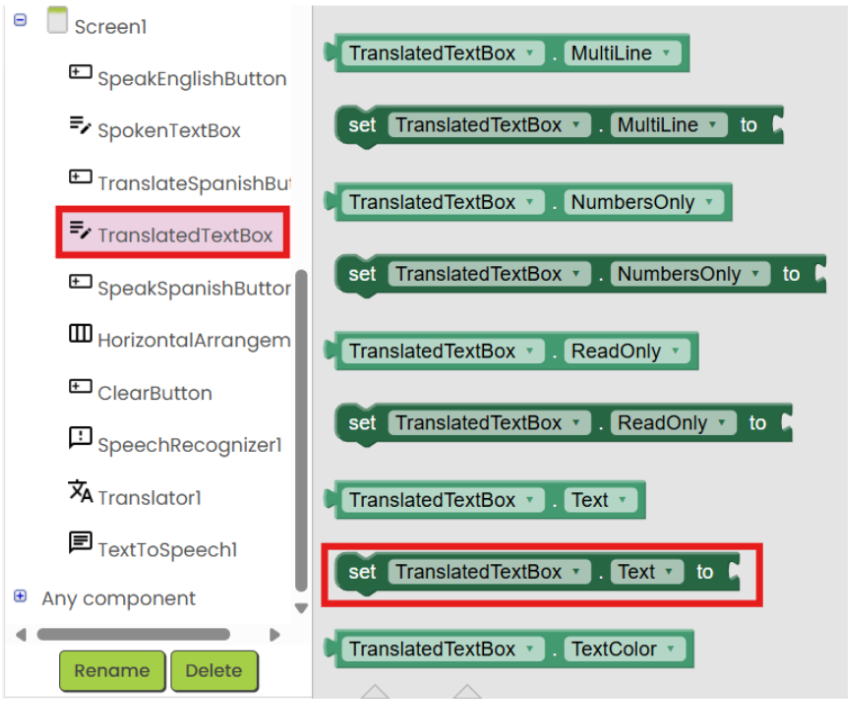 Screen1
SpeakEnglishButton
SpokenTextBox
TranslateSpanishBut
TranslatedTextBox
SpeakSpanishButton
HorizontalArrangem
ClearButton
SpeechRecognizer1
Translator1
TextToSpeech1
Any component
Rename Delete
TranslatedTextBox . MultiLine
set TranslatedTextBox . MultiLine to
TranslatedTextBox . NumbersOnly
set TranslatedTextBox . NumbersOnly to
TranslatedTextBox . ReadOnly
set TranslatedTextBox . ReadOnly to
TranslatedTextBox . Text
set TranslatedTextBox . Text to
TranslatedTextBox . TextColor